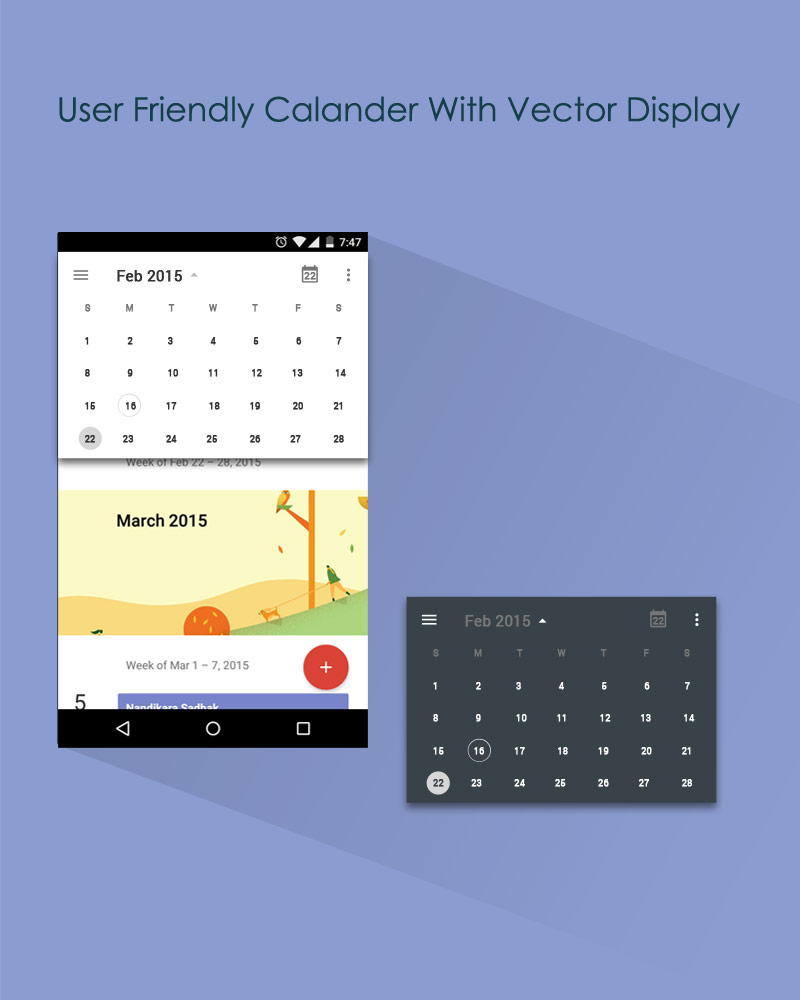 User Friendly Calander With Vector Display
7:47
Feb 2015 22
S M T W T F S
1 2 3 4 5 6 7
8 9 10 11 12 13 14
15 16 17 18 19 20 21
22 23 24 25 26 27 28
Week of Feb 22 – 28, 2015
March 2015
Week of Mar 1 – 7, 2015
5
Nandikara Sadhak
Feb 2015 22
S M T W T F S
1 2 3 4 5 6 7
8 9 10 11 12 13 14
15 16 17 18 19 20 21
22 23 24 25 26 27 28